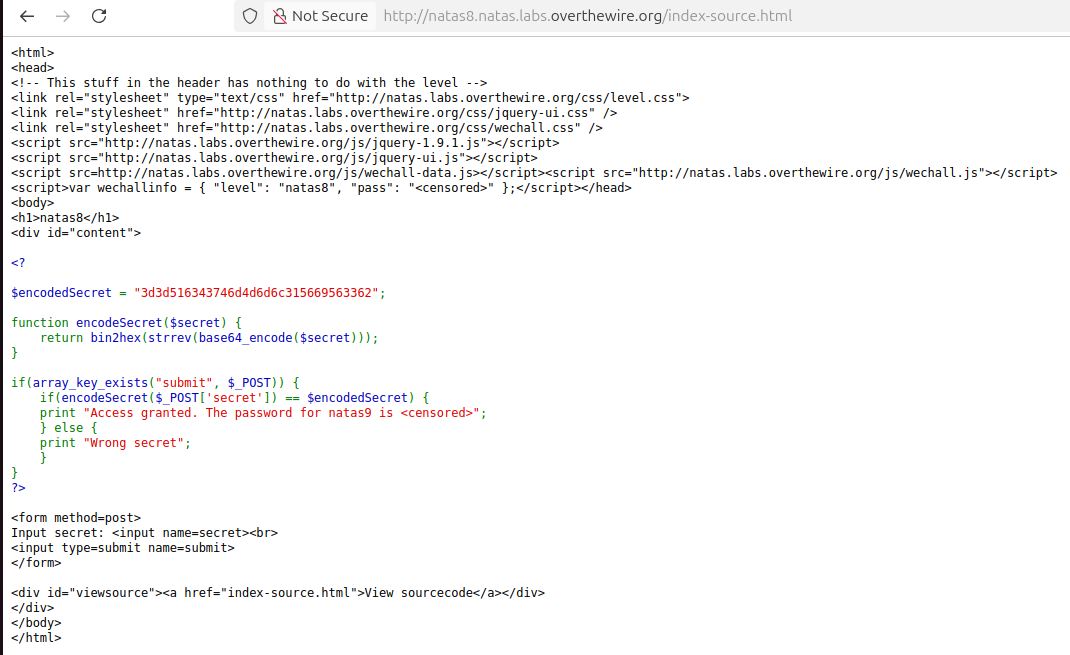 Not Secure http://natas8.natas.labs.overthewire.org/index-source.html
<html>
<head>
<!-- This stuff in the header has nothing to do with the level -->
<link rel="stylesheet" type="text/css" href="http://natas.labs.overthewire.org/css/level.css">
<link rel="stylesheet" href="http://natas.labs.overthewire.org/css/jquery-ui.css" />
<link rel="stylesheet" href="http://natas.labs.overthewire.org/css/wechall.css" />
<script src="http://natas.labs.overthewire.org/js/jquery-1.9.1.js"></script>
<script src="http://natas.labs.overthewire.org/js/jquery-ui.js"></script>
<script src=http://natas.labs.overthewire.org/js/wechall-data.js></script><script src="http://natas.labs.overthewire.org/js/wechall.js"></script>
<script>var wechallinfo = { "level": "natas8", "pass": "<censored>" };</script></head>
<body>
<h1>natas8</h1>
<div id="content">

<?

$encodedSecret = "3d3d516343746d4d6d6c315669563362";

function encodeSecret($secret) {
    return bin2hex(strrev(base64_encode($secret)));
}

if(array_key_exists("submit", $_POST)) {
    if(encodeSecret($_POST['secret']) == $encodedSecret) {
    print "Access granted. The password for natas9 is <censored>";
    } else {
    print "Wrong secret";
    }
}
?>

<form method=post>
Input secret: <input name=secret><br>
<input type=submit name=submit>
</form>

<div id="viewsource"><a href="index-source.html">View sourcecode</a></div>
</div>
</body>
</html>